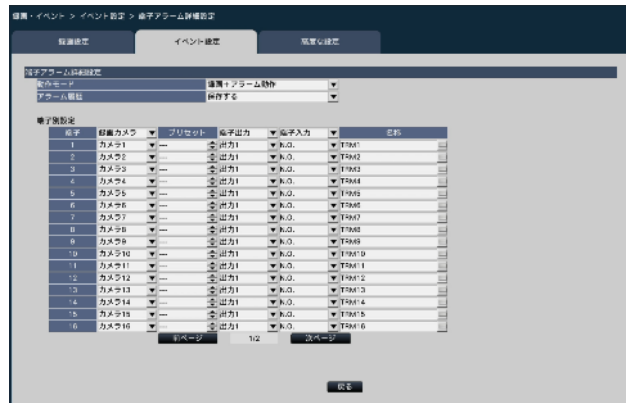 録画・イベント > イベント設定 > 端子アラーム詳細設定
録画設定 イベント設定 高度な設定
端子アラーム詳細設定
動作モード 録画+アラーム動作
アラーム履歴 保存する
端子別設定
端子 録画カメラ プリセット 端子出力 端子入力 名称
1 カメラ1 --- 出力1 N.O. TRM1
2 カメラ2 --- 出力1 N.O. TRM2
3 カメラ3 --- 出力1 N.O. TRM3
4 カメラ4 --- 出力1 N.O. TRM4
5 カメラ5 --- 出力1 N.O. TRM5
6 カメラ6 --- 出力1 N.O. TRM6
7 カメラ7 --- 出力1 N.O. TRM7
8 カメラ8 --- 出力1 N.O. TRM8
9 カメラ9 --- 出力1 N.O. TRM9
10 カメラ10 --- 出力1 N.O. TRM10
11 カメラ11 --- 出力1 N.O. TRM11
12 カメラ12 --- 出力1 N.O. TRM12
13 カメラ13 --- 出力1 N.O. TRM13
14 カメラ14 --- 出力1 N.O. TRM14
15 カメラ15 --- 出力1 N.O. TRM15
16 カメラ16 --- 出力1 N.O. TRM16
前ページ 1/2 次ページ
戻る